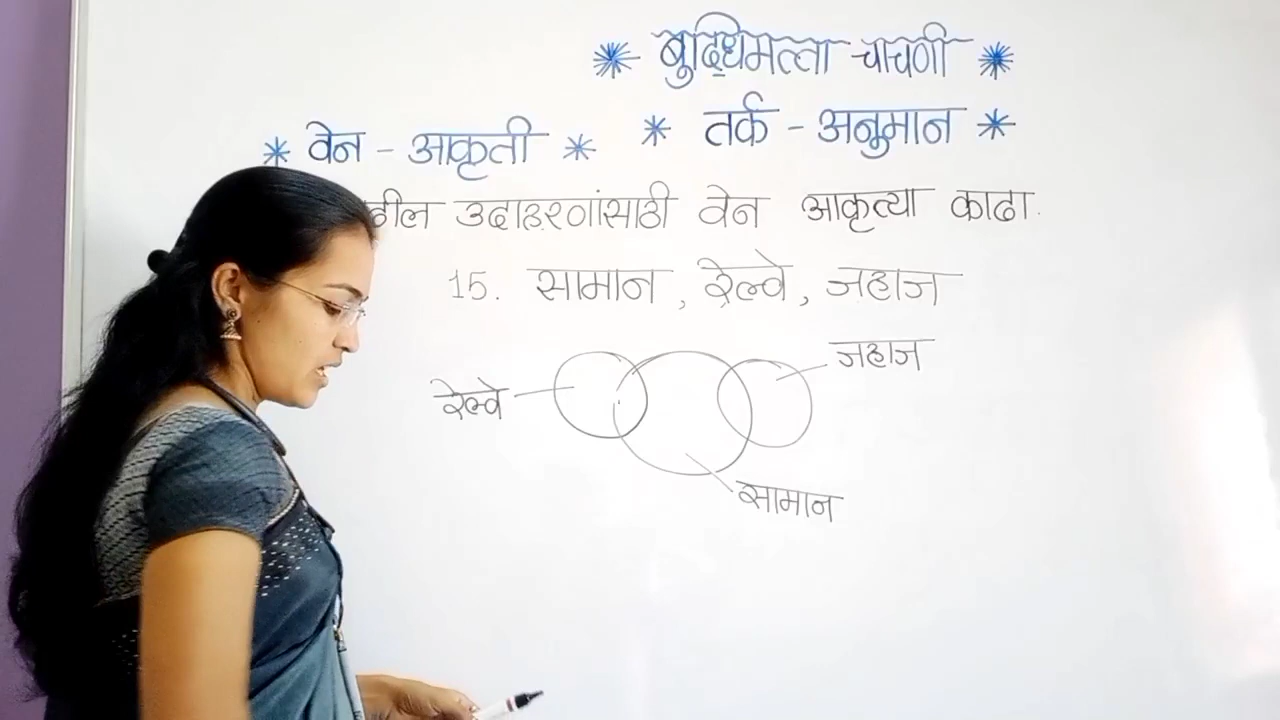 * बुद्धिमत्ता चाचणी *
* वेन - आकृती * * तर्क - अनुमान *
उदाहरणांसाठी वेन आकृत्या काढा.
15. सामान, रेल्वे, जहाज
जहाज
रेल्वे
सामान